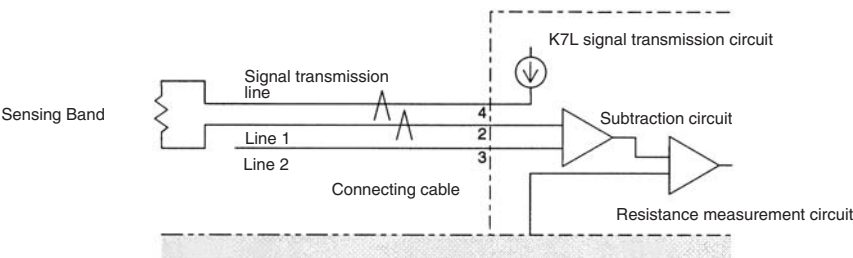 K7L signal transmission circuit
Signal transmission
line
Sensing Band
4
Subtraction circuit
2
Line 1
3
Line 2
Connecting cable
Resistance measurement circuit